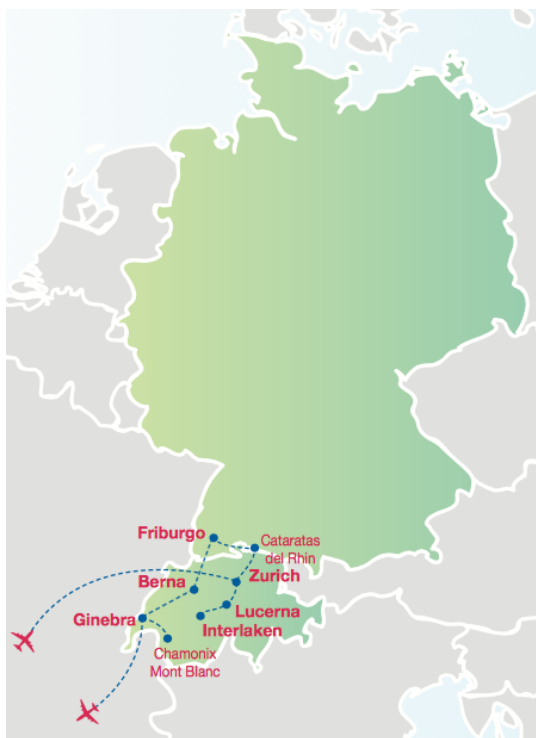 Friburgo
Cataratas
del Rhin
Zurich
Berna
Lucerna
Ginebra
Interlaken
Chamonix
Mont Blanc